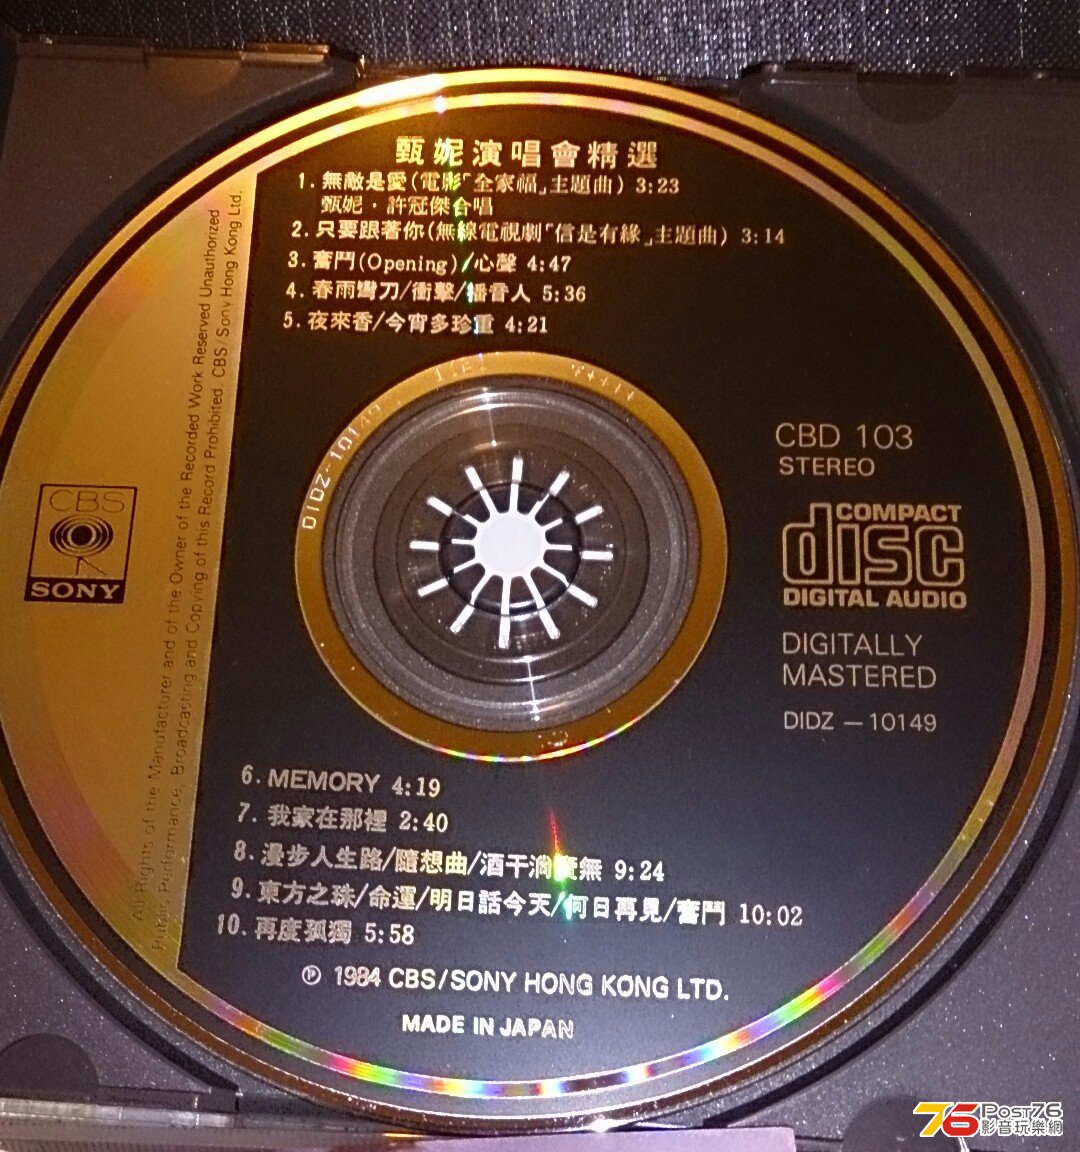 甄妮演唱會精選
1. 無敵是愛(電影「全家福」主題曲) 3:23
甄妮·許冠傑合唱
2. 只要跟著你(無線電視劇「信是有緣」主題曲) 3:14
3. 奮鬥(Opening)/心聲 4:47
4. 春雨彎刀/衝擊/播音人 5:36
5. 夜來香/今宵多珍重 4:21
DIDZ-10149
CBD 103
STEREO
COMPACT
disc
DIGITAL AUDIO
DIGITALLY
MASTERED
DIDZ – 10149
CBS
SONY
All Rights of the Manufacturer and of the Owner of the Recorded Work Reserved Unauthorized
Public Performance, Broadcasting and Copying of this Record Prohibited. CBS/Sony Hong Kong Ltd.
6. MEMORY 4:19
7. 我家在那裡 2:40
8. 漫步人生路/隨想曲/酒干淌賣無 9:24
9. 東方之珠/命運/明日話今天/何日再見/奮鬥 10:02
10. 再度孤獨 5:58
Ⓟ 1984 CBS/SONY HONG KONG LTD.
MADE IN JAPAN
76 Post76
影音玩樂網